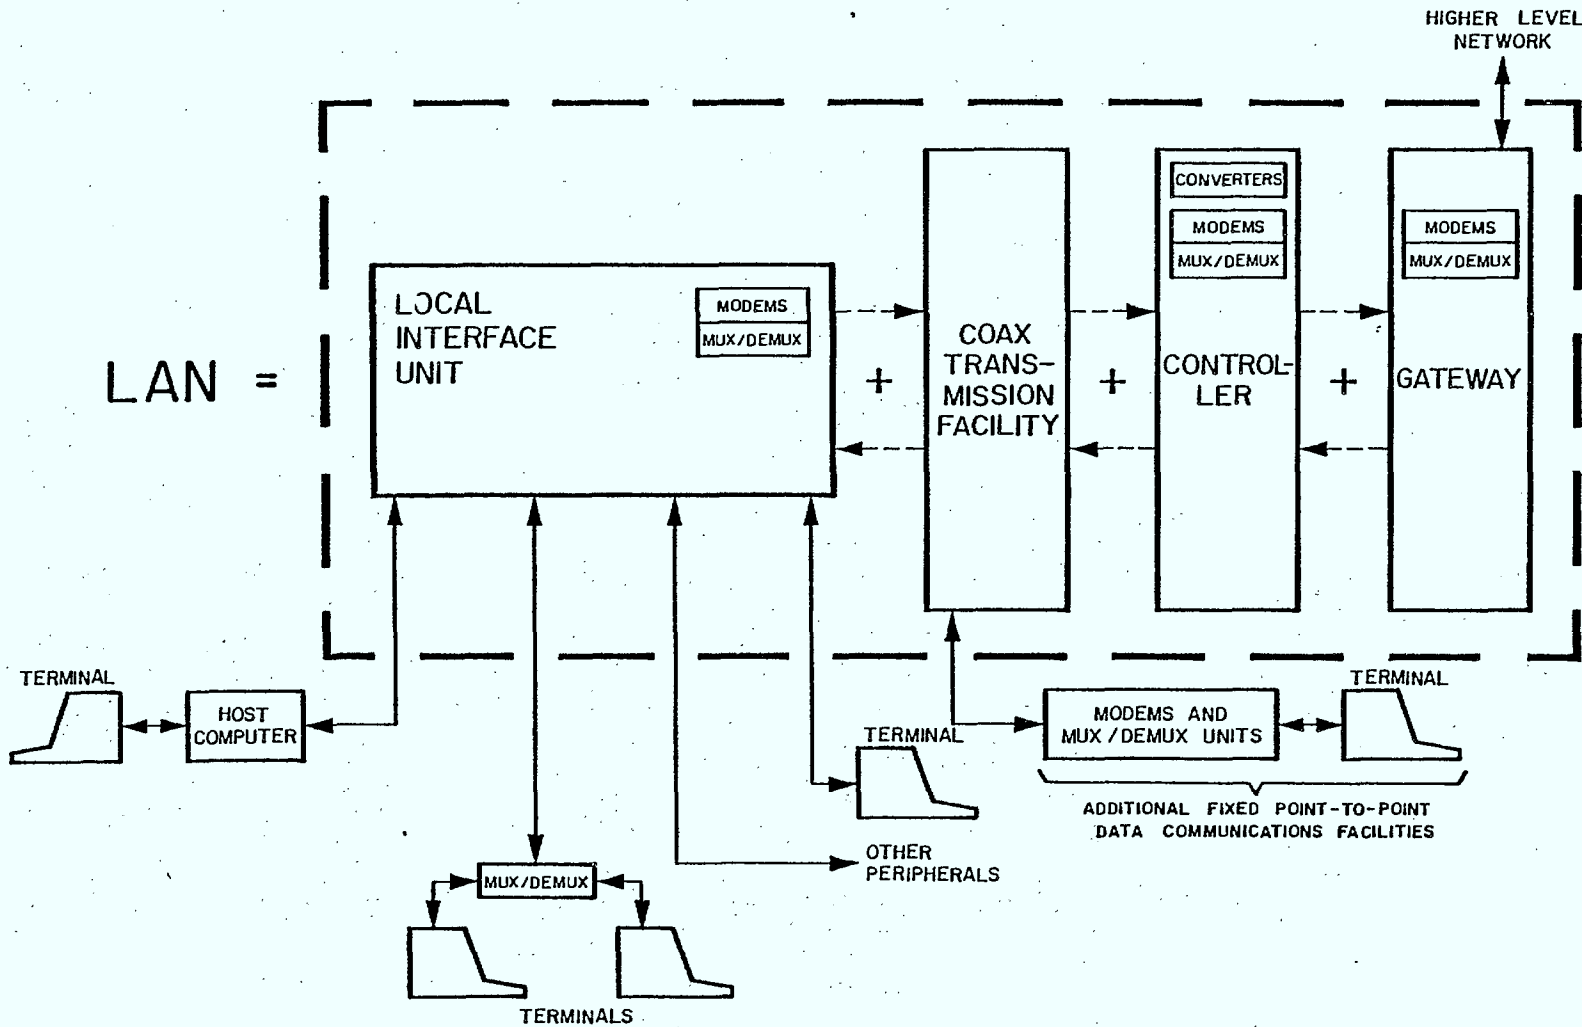 HIGHER LEVEL
NETWORK
LAN =
LOCAL
INTERFACE
UNIT
MODEMS
MUX/DEMUX
+
COAX
TRANS-
MISSION
FACILITY
+
CONVERTERS
MODEMS
MUX/DEMUX
CONTROL-
LER
+
MODEMS
MUX/DEMUX
GATEWAY
TERMINAL
HOST
COMPUTER
TERMINAL
MODEMS AND
MUX/DEMUX UNITS
TERMINAL
ADDITIONAL FIXED POINT-TO-POINT
DATA COMMUNICATIONS FACILITIES
OTHER
PERIPHERALS
MUX/DEMUX
TERMINALS